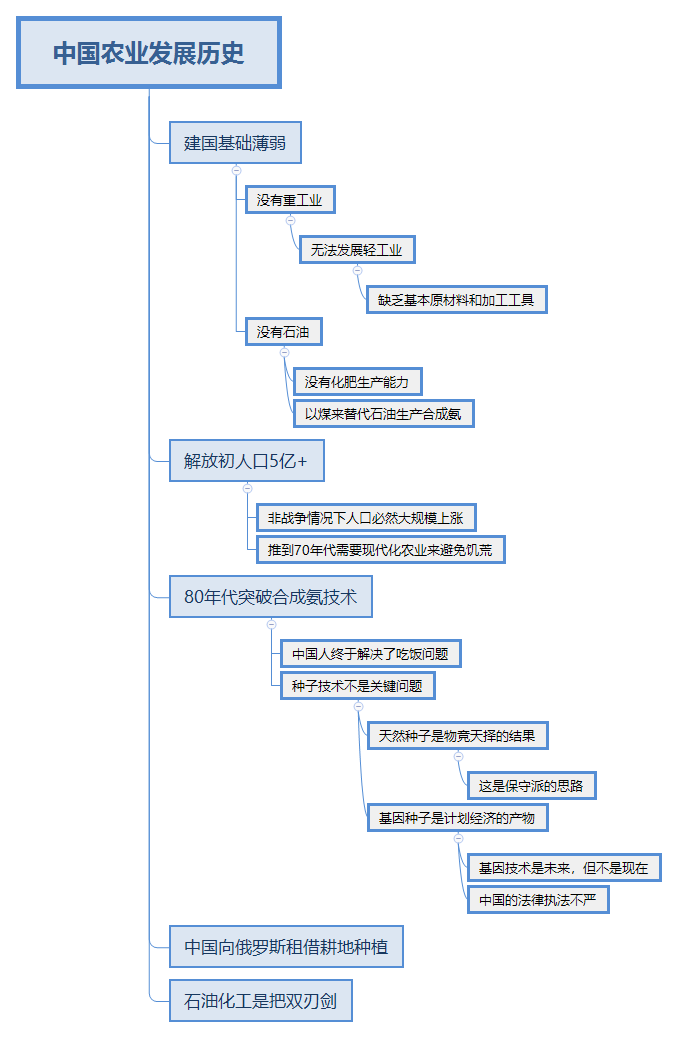 中国农业发展历史
建国基础薄弱
没有重工业
无法发展轻工业
缺乏基本原材料和加工工具
没有石油
没有化肥生产能力
以煤来替代石油生产合成氨
解放初人口5亿+
非战争情况下人口必然大规模上涨
推到70年代需要现代化农业来避免饥荒
80年代突破合成氨技术
中国人终于解决了吃饭问题
种子技术不是关键问题
天然种子是物竞天择的结果
这是保守派的思路
基因种子是计划经济的产物
基因技术是未来，但不是现在
中国的法律执法不严
中国向俄罗斯租借耕地种植
石油化工是把双刃剑